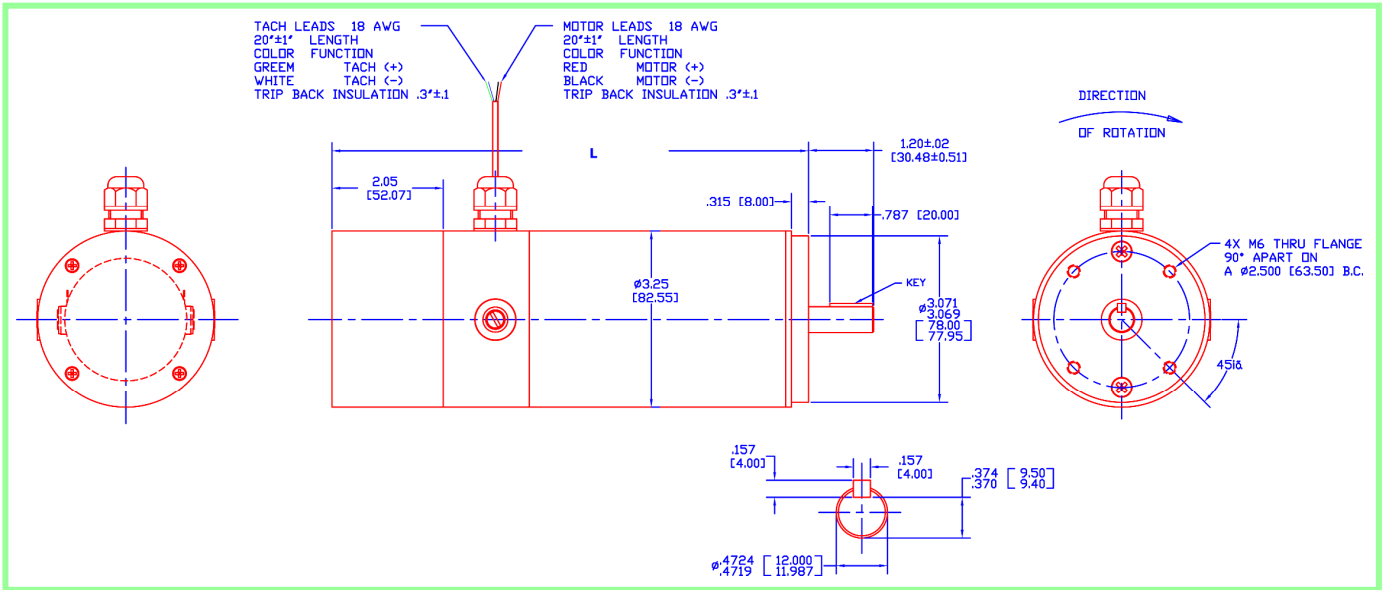 TACH LEADS 18 AWG
20"±1" LENGTH
COLOR FUNCTION
GREEM TACH (+)
WHITE TACH (-)
TRIP BACK INSULATION .3"±.1
MOTOR LEADS 18 AWG
20"±1" LENGTH
COLOR FUNCTION
RED MOTOR (+)
BLACK MOTOR (-)
TRIP BACK INSULATION .3"±.1
DIRECTION
OF ROTATION
L
1.20±.02
[30.48±0.51]
2.05
[52.07]
.315 [8.00]
.787 [20.00]
4X M6 THRU FLANGE
90° APART ON
A ø2.500 [63.50] B.C.
ø3.25
[82.55]
KEY
ø3.071
3.069
[78.00
77.95]
45ià
.157
[4.00]
.157
[4.00]
.374 [9.50]
.370 [9.40]
ø.4724 [12.000]
.4719 [11.987]